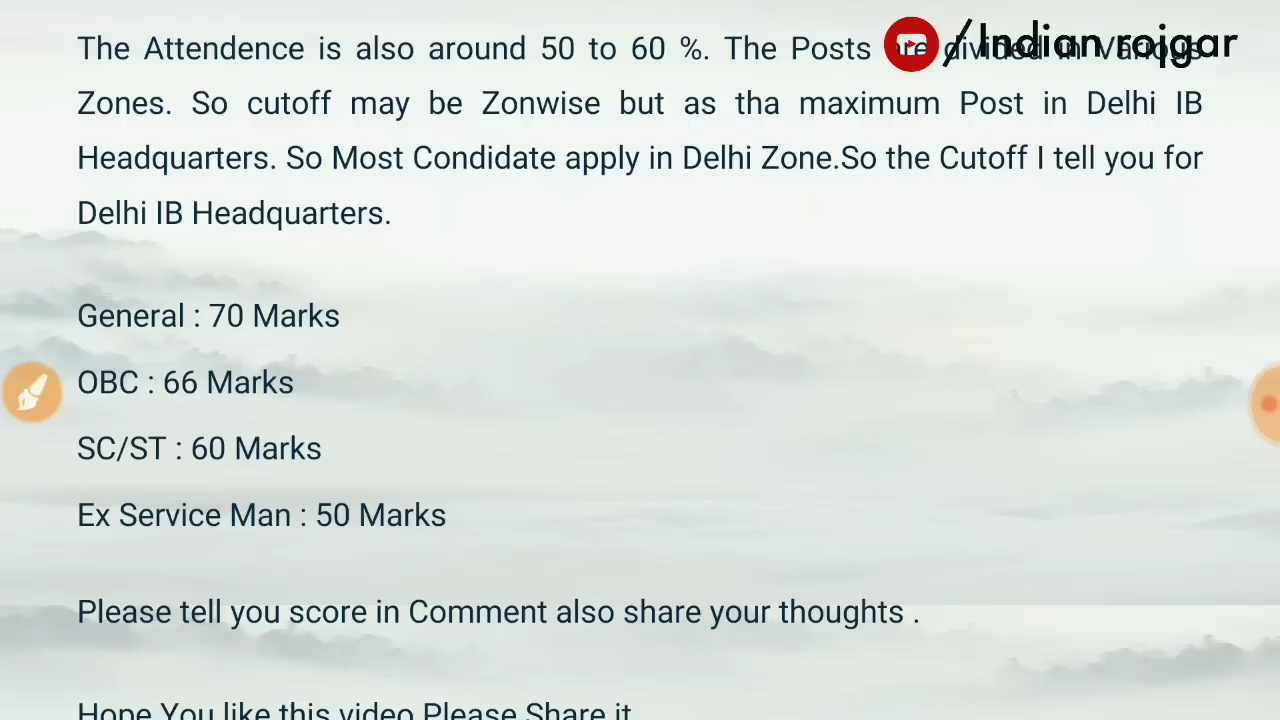 The Attendence is also around 50 to 60 %. The Posts are divided in Various
/Indian rojgar
Zones. So cutoff may be Zonwise but as tha maximum Post in Delhi IB
Headquarters. So Most Condidate apply in Delhi Zone.So the Cutoff I tell you for
Delhi IB Headquarters.
General : 70 Marks
OBC : 66 Marks
SC/ST : 60 Marks
Ex Service Man : 50 Marks
Please tell you score in Comment also share your thoughts .
Hope You like this video Please Share it